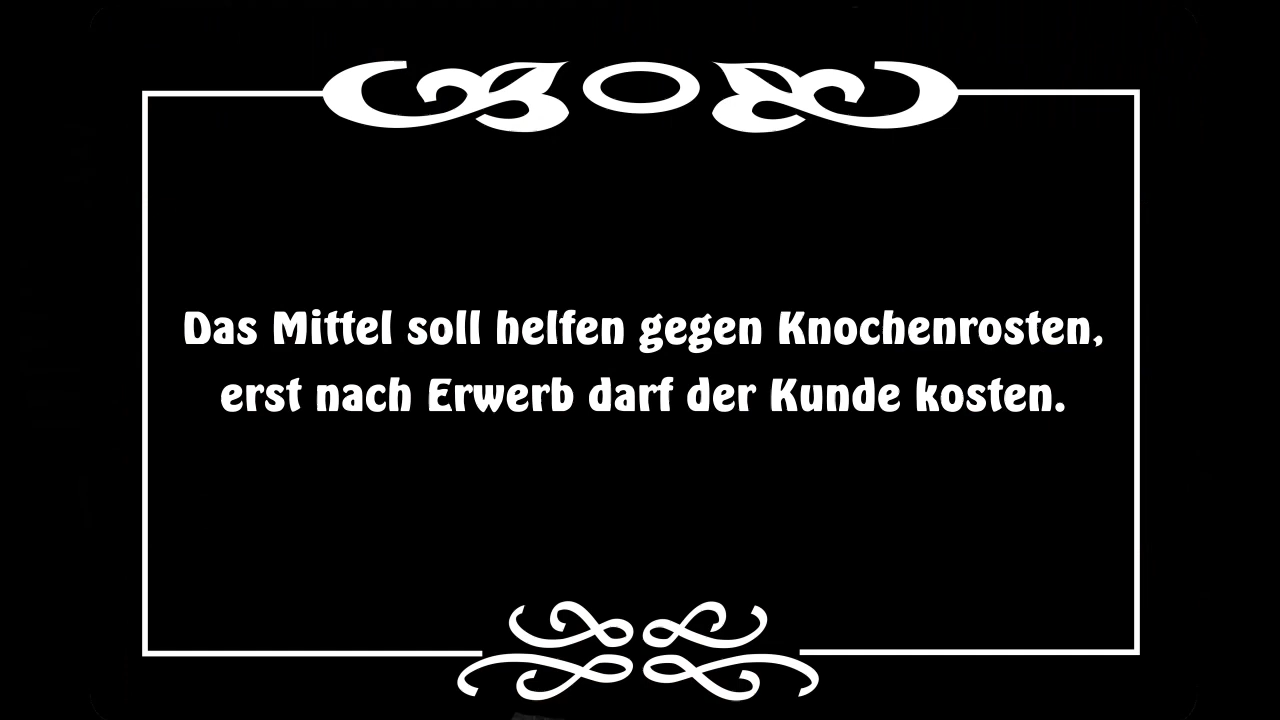 Das Mittel soll helfen gegen Knochenrosten,
erst nach Erwerb darf der Kunde kosten.